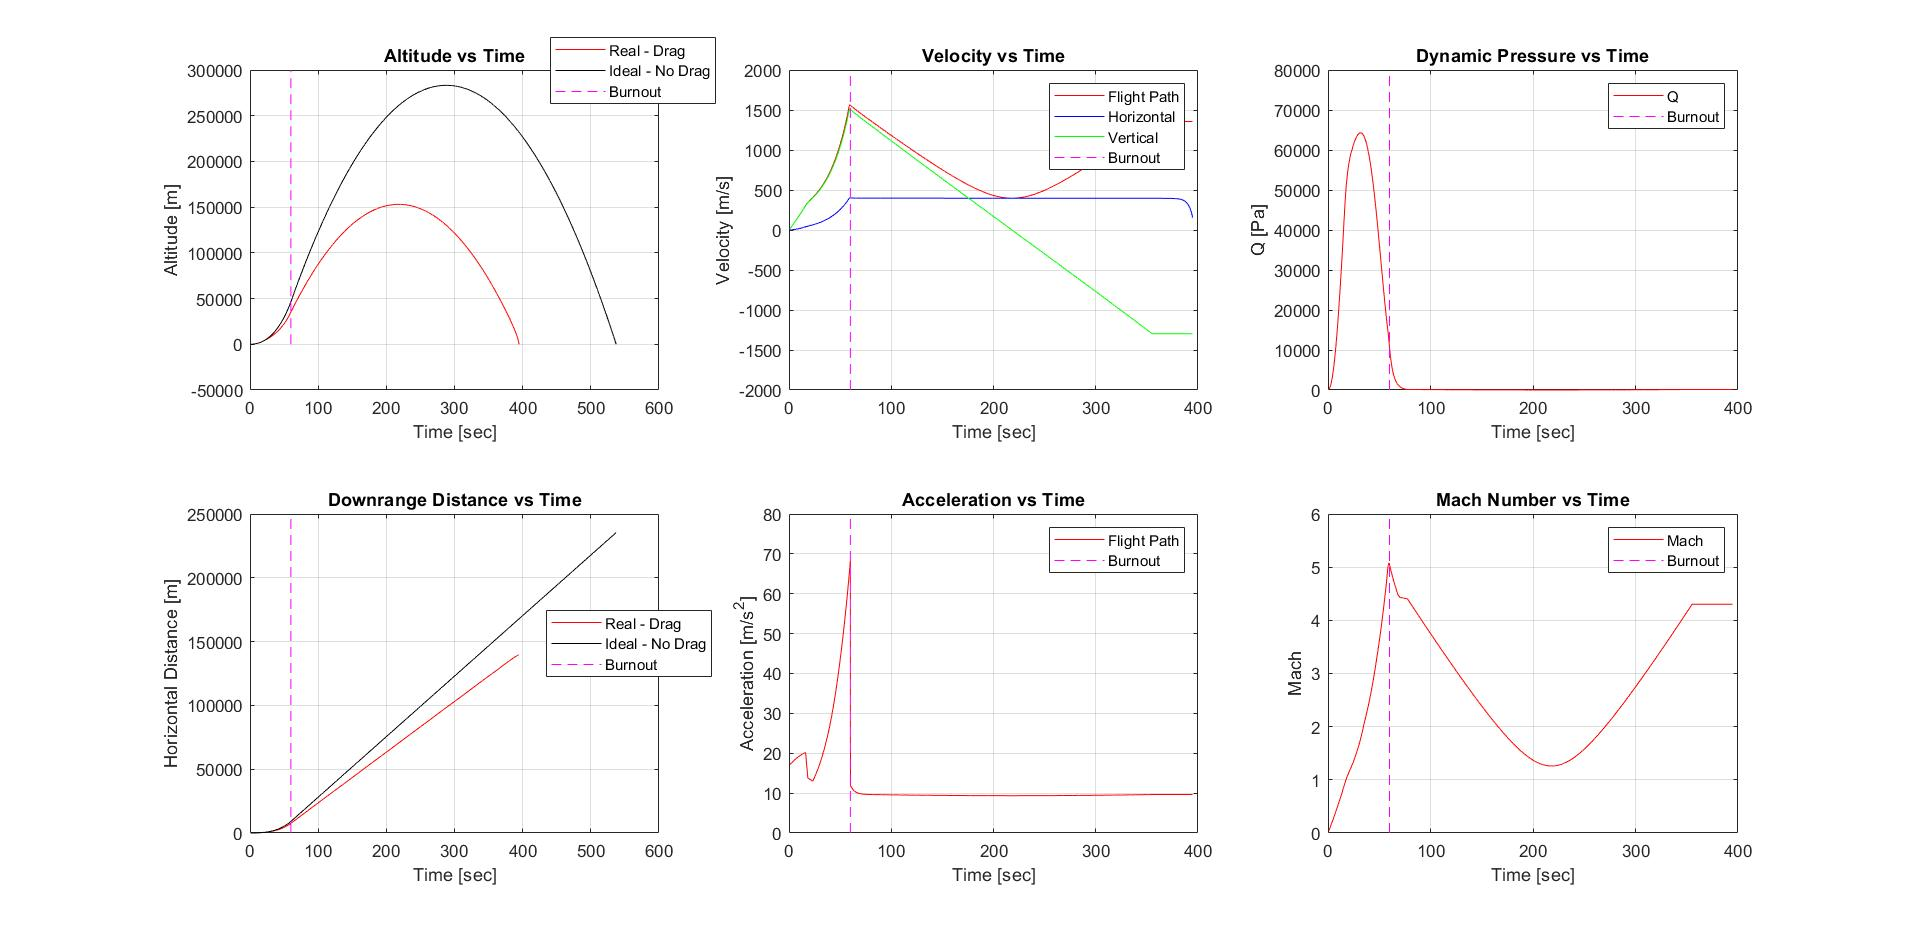 Altitude vs Time
Real - Drag
Ideal - No Drag
Burnout
300000
250000
200000
150000
100000
50000
0
-50000
Altitude [m]
0 100 200 300 400 500 600
Time [sec]
Velocity vs Time
Flight Path
Horizontal
Vertical
Burnout
2000
1500
1000
500
0
-500
-1000
-1500
-2000
Velocity [m/s]
0 100 200 300 400
Time [sec]
Dynamic Pressure vs Time
Q
Burnout
80000
70000
60000
50000
40000
30000
20000
10000
0
Q [Pa]
0 100 200 300 400
Time [sec]
Downrange Distance vs Time
Real - Drag
Ideal - No Drag
Burnout
250000
200000
150000
100000
50000
0
Horizontal Distance [m]
0 100 200 300 400 500 600
Time [sec]
Acceleration vs Time
Flight Path
Burnout
80
70
60
50
40
30
20
10
0
Acceleration [m/s²]
0 100 200 300 400
Time [sec]
Mach Number vs Time
Mach
Burnout
6
5
4
3
2
1
0
Mach
0 100 200 300 400
Time [sec]